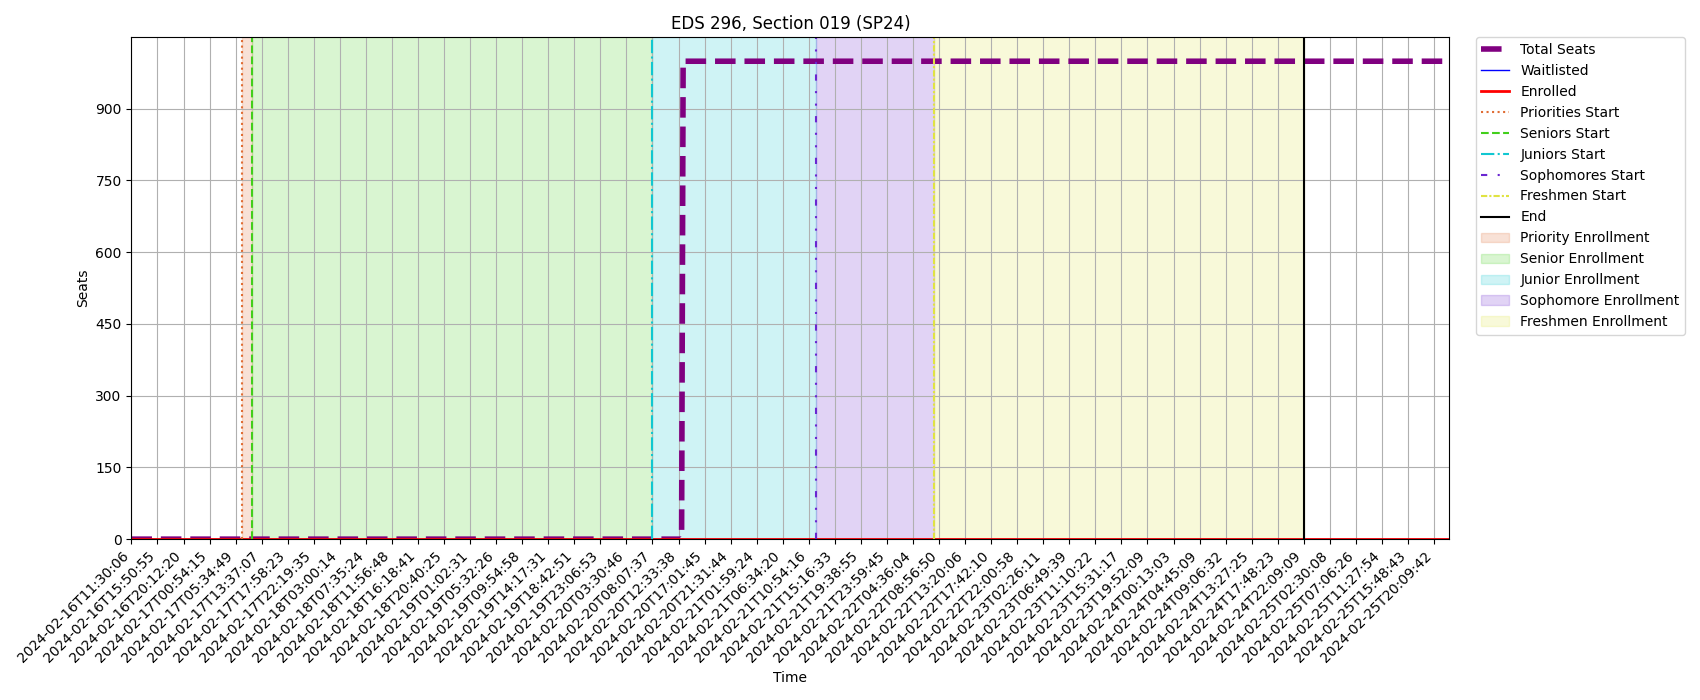 EDS 296, Section 019 (SP24)
Total Seats
Waitlisted
Enrolled
Priorities Start
Seniors Start
Juniors Start
Sophomores Start
Freshmen Start
End
Priority Enrollment
Senior Enrollment
Junior Enrollment
Sophomore Enrollment
Freshmen Enrollment
Seats
900
750
600
450
300
150
0
2024-02-16T11:30:06
2024-02-16T15:50:55
2024-02-16T20:12:20
2024-02-17T00:54:15
2024-02-17T05:34:49
2024-02-17T13:37:07
2024-02-17T17:58:23
2024-02-17T22:19:35
2024-02-18T03:00:14
2024-02-18T07:35:24
2024-02-18T11:56:48
2024-02-18T16:18:41
2024-02-18T20:40:25
2024-02-19T01:02:31
2024-02-19T05:32:26
2024-02-19T09:54:58
2024-02-19T14:17:31
2024-02-19T18:42:51
2024-02-19T23:06:53
2024-02-20T03:30:46
2024-02-20T08:07:37
2024-02-20T12:33:38
2024-02-20T17:01:45
2024-02-20T21:31:44
2024-02-21T01:59:24
2024-02-21T06:34:20
2024-02-21T10:54:16
2024-02-21T15:16:33
2024-02-21T19:38:55
2024-02-21T23:59:45
2024-02-22T04:36:04
2024-02-22T08:56:50
2024-02-22T13:20:06
2024-02-22T17:42:10
2024-02-22T22:00:58
2024-02-23T02:26:11
2024-02-23T06:49:39
2024-02-23T11:10:22
2024-02-23T15:31:17
2024-02-23T19:52:09
2024-02-24T00:13:03
2024-02-24T04:45:09
2024-02-24T09:06:32
2024-02-24T13:27:25
2024-02-24T17:48:23
2024-02-24T22:09:09
2024-02-25T02:30:08
2024-02-25T07:06:26
2024-02-25T11:27:54
2024-02-25T15:48:43
2024-02-25T20:09:42
Time